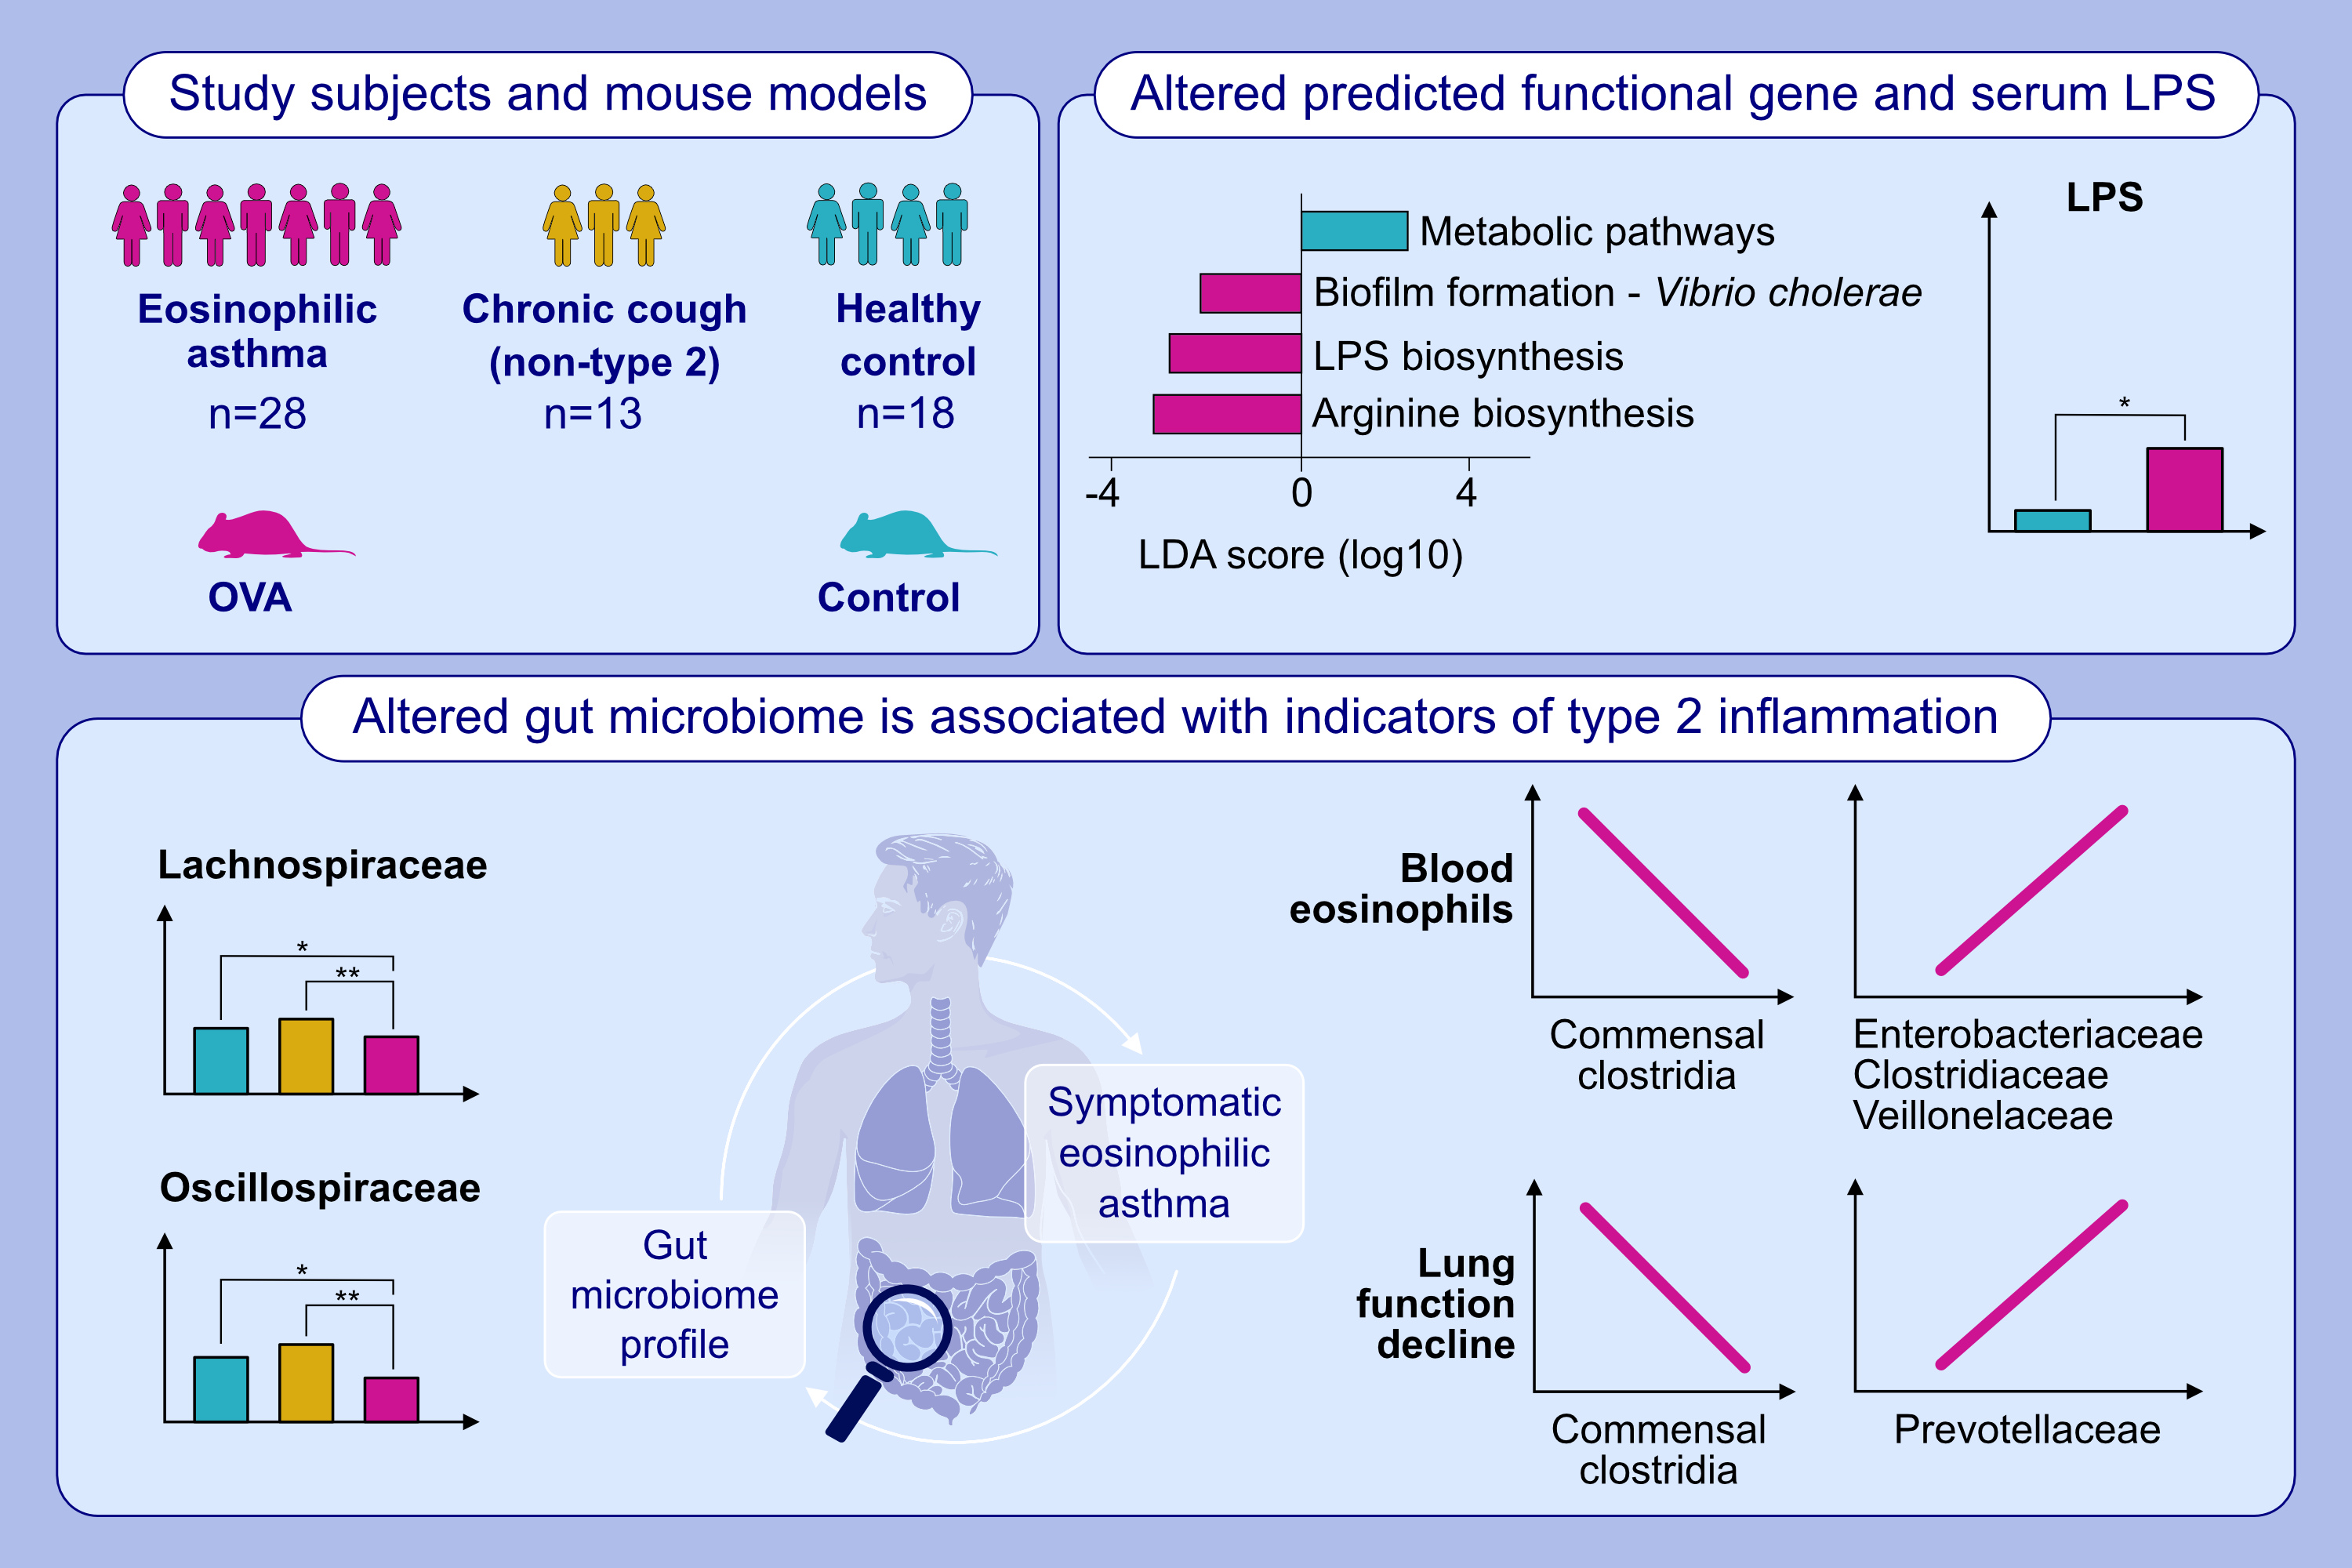 Study subjects and mouse models
Eosinophilic
asthma
n=28
Chronic cough
(non-type 2)
n=13
Healthy
control
n=18
OVA
Control
Altered predicted functional gene and serum LPS
Metabolic pathways
Biofilm formation - Vibrio cholerae
LPS biosynthesis
Arginine biosynthesis
-4 0 4
LDA score (log10)
LPS
*
Altered gut microbiome is associated with indicators of type 2 inflammation
Lachnospiraceae
*
**
Oscillospiraceae
*
**
Gut
microbiome
profile
Symptomatic
eosinophilic
asthma
Blood
eosinophils
Commensal
clostridia
Enterobacteriaceae
Clostridiaceae
Veillonelaceae
Lung
function
decline
Commensal
clostridia
Prevotellaceae